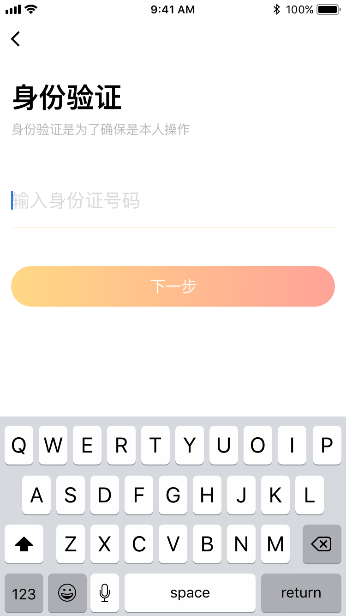 9:41 AM 100%
身份验证
身份验证是为了确保是本人操作
输入身份证号码
下一步
Q W E R T Y U O I P
A S D F G H J K L
Z X C V B N M
123 space return